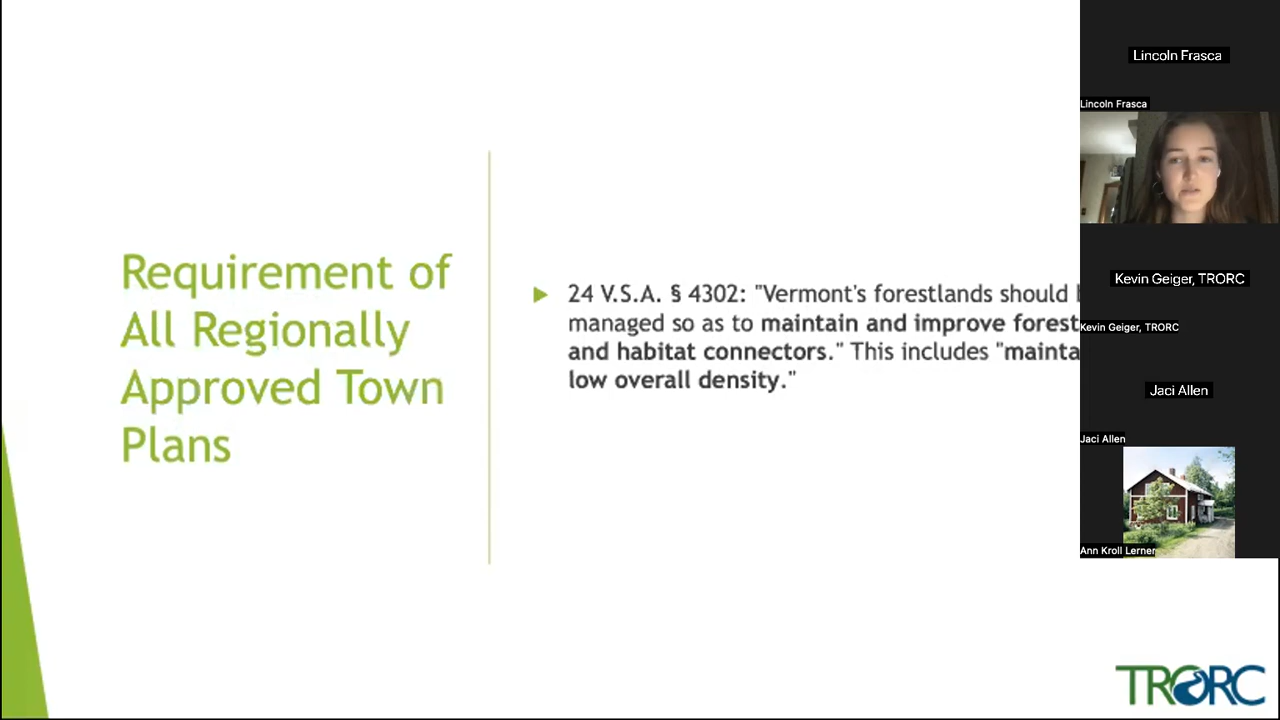 Requirement of
All Regionally
Approved Town
Plans
24 V.S.A. § 4302: "Vermont's forestlands should
managed so as to maintain and improve forest
and habitat connectors." This includes "mainta
low overall density."
Lincoln Frasca
Lincoln Frasca
Kevin Geiger, TRORC
Kevin Geiger, TRORC
Jaci Allen
Jaci Allen
Ann Kroll Lerner
TRORC